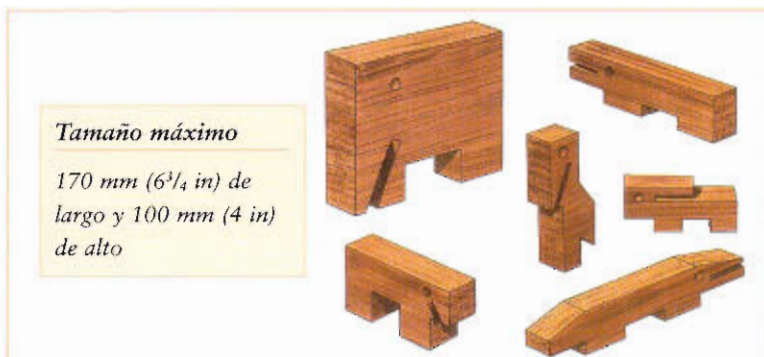 Tamaño máximo
170 mm (6³/₄ in) de
largo y 100 mm (4 in)
de alto